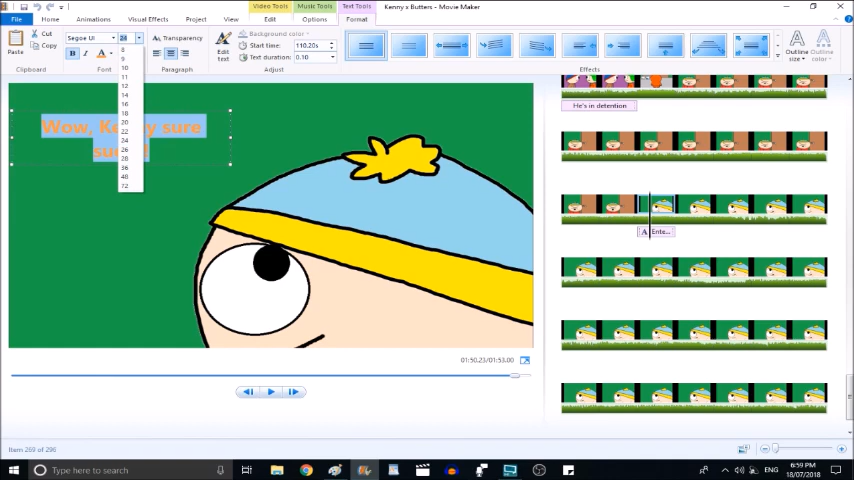 Video Tools
Music Tools
Text Tools
Kenny x Butters - Movie Maker
File
Home
Animations
Visual Effects
Project
View
Edit
Options
Format
Paste
Cut
Copy
Clipboard
Segoe UI
24
B
I
A
Font
Transparency
Paragraph
Edit
text
Background color
Start time:
110.20s
Text duration:
0.10
Adjust
Effects
Outline
size
Outline
color
8
9
10
11
12
14
16
18
20
22
24
26
28
36
48
72
Wow,
sure
He's in detention
A Ente...
01:50.23/01:53.00
Item 269 of 296
Type here to search
ENG
6:59 PM
18/07/2018